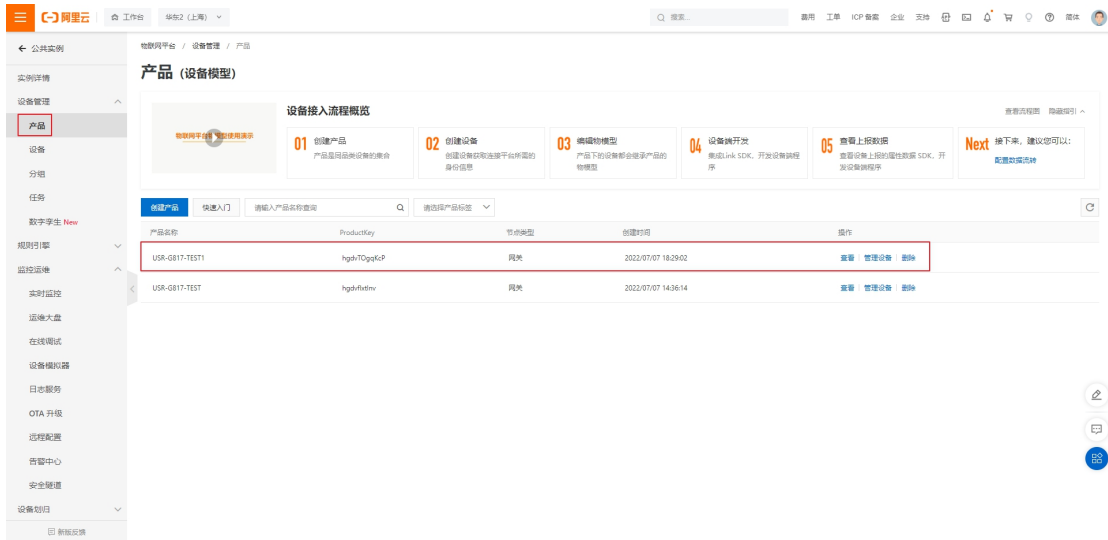 阿里云 工作台 华东2（上海） 搜索... 费用 工单 ICP 备案 企业 支持 简体
公共实例
实例详情
设备管理
产品
设备
分组
任务
数字孪生 New
规则引擎
监控运维
实时监控
运维大盘
在线调试
设备模拟器
日志服务
OTA 升级
远程配置
告警中心
安全隧道
设备划归
新版反馈
物联网平台 / 设备管理 / 产品
产品（设备模型）
设备接入流程概览
查看流程图 隐藏指引
01 创建产品
产品是同品类设备的集合
02 创建设备
创建设备获取连接平台所需的
身份信息
03 编辑物模型
产品下的设备都会继承产品的
物模型
04 设备端开发
集成Link SDK，开发设备端程
序
05 查看上报数据
查看设备上报的属性数据 SDK，开
发设备端程序
Next 接下来，建议您可以：
配置数据流转
创建产品 快速入门 请输入产品名称查询 请选择产品标签
产品名称 ProductKey 节点类型 创建时间 操作
USR-G817-TEST1 hgdvTOgqKcP 网关 2022/07/07 18:29:02 查看 管理设备 删除
USR-G817-TEST 网关 2022/07/07 14:36:14 查看 管理设备 删除